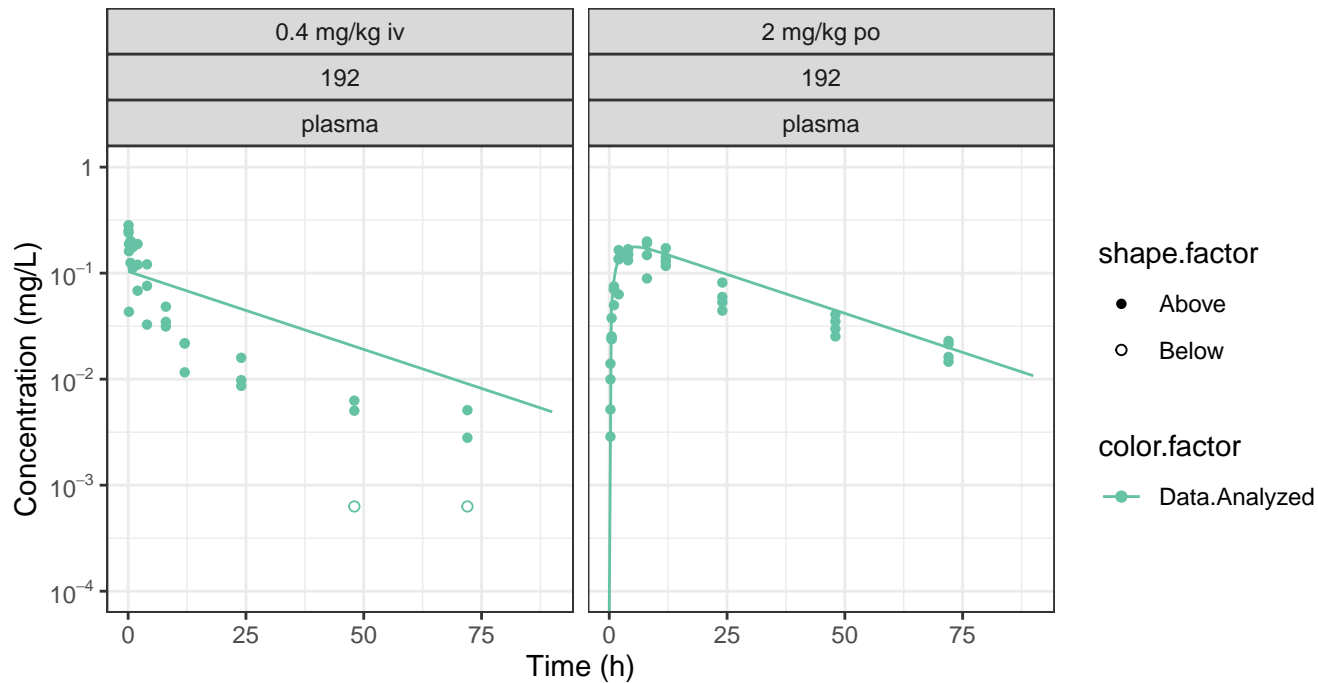 0.4 mg/kg iv
192
plasma
2 mg/kg po
192
plasma
Concentration (mg/L)
1
10⁻¹
10⁻²
10⁻³
10⁻⁴
0 25 50 75
0 25 50 75
Time (h)
shape.factor
Above
Below
color.factor
Data.Analyzed